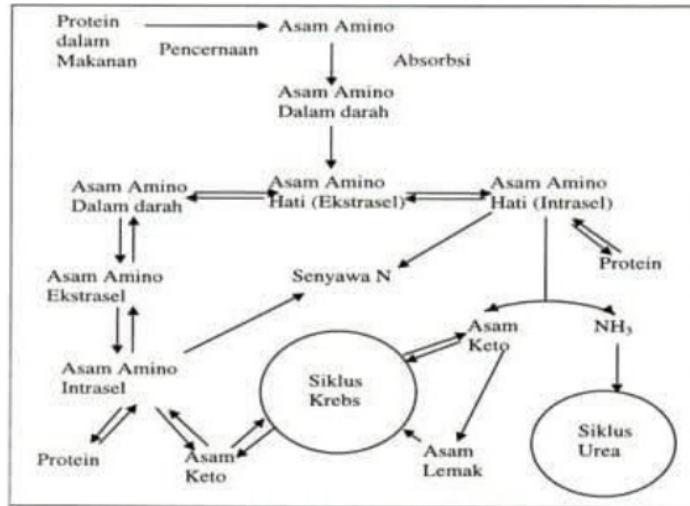 Protein
dalam
Makanan
Pencernaan
Asam Amino
Absorbsi
Asam Amino
Dalam darah
Asam Amino
Dalam darah
Asam Amino
Hati (Ekstrasel)
Asam Amino
Hati (Intrasel)
Protein
Asam Amino
Ekstrasel
Senyawa N
Asam
Keto
NH₃
Asam Amino
Intrasel
Siklus
Krebs
Siklus
Urea
Protein
Asam
Keto
Asam
Lemak